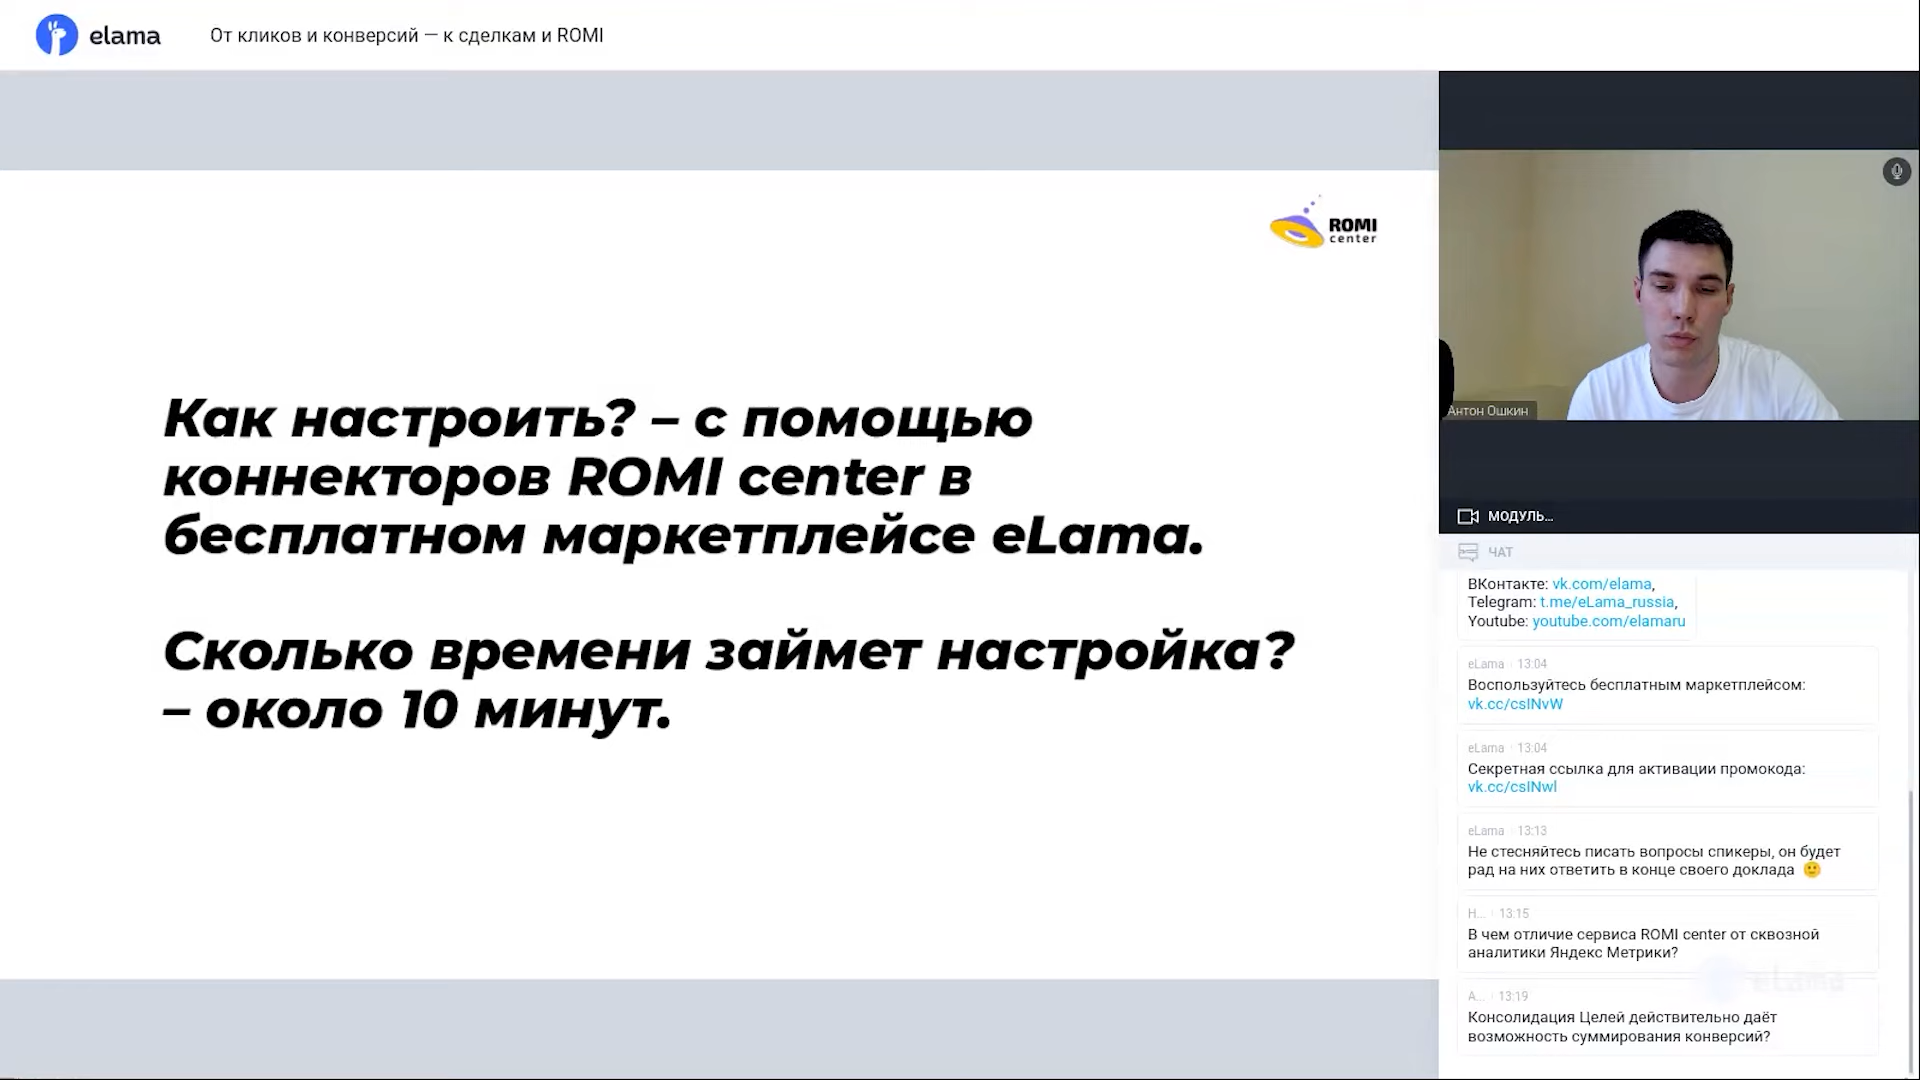 elama
От кликов и конверсий — к сделкам и ROMI
ROMI
center
Как настроить? – с помощью
коннекторов ROMI center в
бесплатном маркетплейсе eLama.
Сколько времени займет настройка?
– около 10 минут.
Антон Ошкин
МОДУЛЬ...
ЧАТ
ВКонтакте: vk.com/elama,
Telegram: t.me/eLama_russia,
Youtube: youtube.com/elamaru
eLama · 13:04
Воспользуйтесь бесплатным маркетплейсом:
vk.cc/csINvW
eLama · 13:04
Секретная ссылка для активации промокода:
vk.cc/csINwl
eLama · 13:13
Не стесняйтесь писать вопросы спикеры, он будет
рад на них ответить в конце своего доклада 🙂
Н... · 13:15
В чем отличие сервиса ROMI center от сквозной
аналитики Яндекс Метрики?
eLama
А... · 13:19
Консолидация Целей действительно даёт
возможность суммирования конверсий?